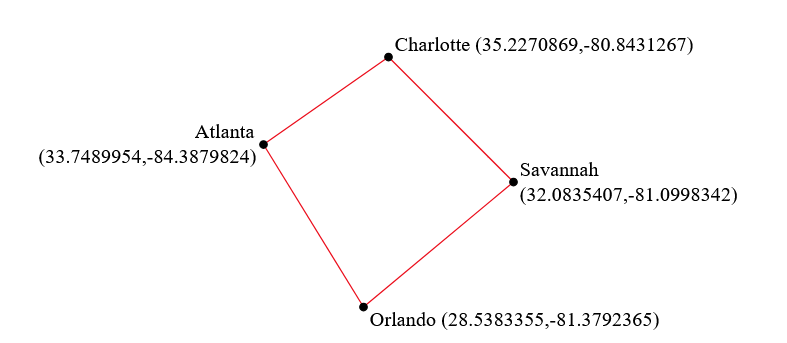 Charlotte (35.2270869,-80.8431267)
Atlanta
(33.7489954,-84.3879824)
Savannah
(32.0835407,-81.0998342)
Orlando (28.5383355,-81.3792365)